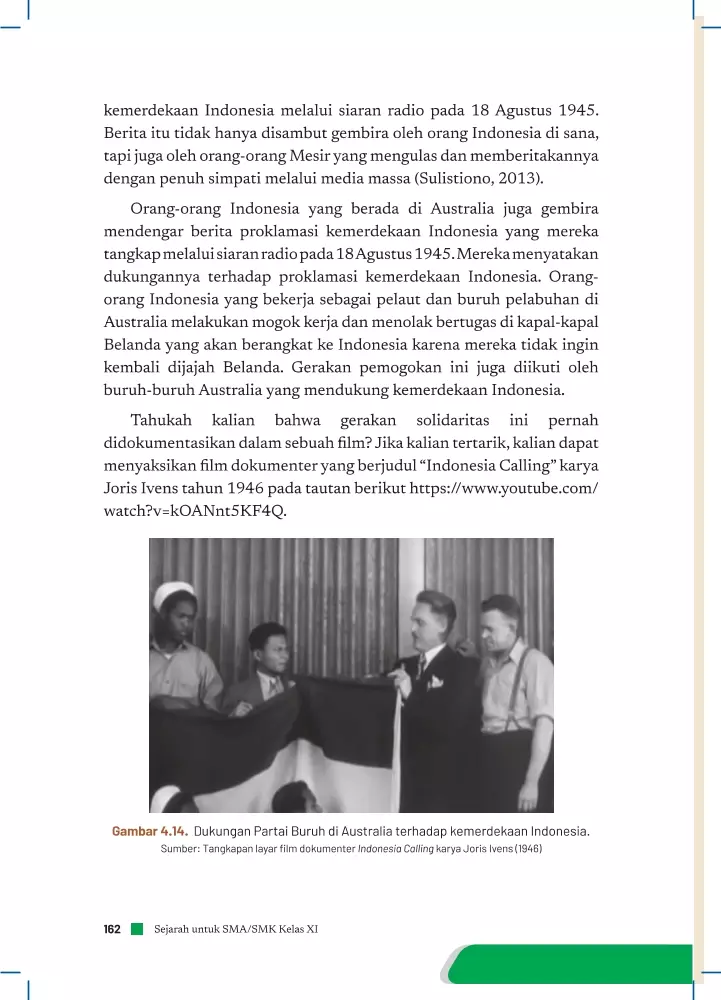 kemerdekaan Indonesia melalui siaran radio pada 18 Agustus 1945.
Berita itu tidak hanya disambut gembira oleh orang Indonesia di sana,
tapi juga oleh orang-orang Mesir yang mengulas dan memberitakannya
dengan penuh simpati melalui media massa (Sulistiono, 2013).
Orang-orang Indonesia yang berada di Australia juga gembira
mendengar berita proklamasi kemerdekaan Indonesia yang mereka
tangkap melalui siaran radio pada 18 Agustus 1945. Mereka menyatakan
dukungannya terhadap proklamasi kemerdekaan Indonesia. Orang-
orang Indonesia yang bekerja sebagai pelaut dan buruh pelabuhan di
Australia melakukan mogok kerja dan menolak bertugas di kapal-kapal
Belanda yang akan berangkat ke Indonesia karena mereka tidak ingin
kembali dijajah Belanda. Gerakan pemogokan ini juga diikuti oleh
buruh-buruh Australia yang mendukung kemerdekaan Indonesia.
Tahukah kalian bahwa gerakan solidaritas ini pernah
didokumentasikan dalam sebuah film? Jika kalian tertarik, kalian dapat
menyaksikan film dokumenter yang berjudul “Indonesia Calling” karya
Joris Ivens tahun 1946 pada tautan berikut https://www.youtube.com/
watch?v=kOANnt5KF4Q.
Gambar 4.14. Dukungan Partai Buruh di Australia terhadap kemerdekaan Indonesia.
Sumber: Tangkapan layar film dokumenter Indonesia Calling karya Joris Ivens (1946)
162 Sejarah untuk SMA/SMK Kelas XI